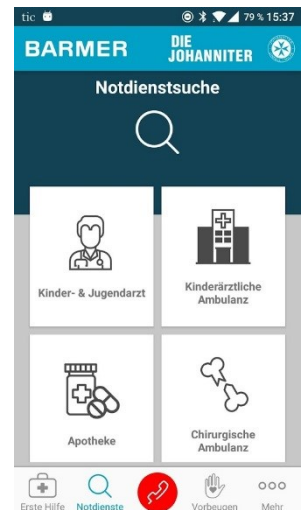 tic 79 % 15:37
BARMER
DIE
JOHANNITER
Notdienstsuche
Kinder- & Jugendarzt
Kinderärztliche
Ambulanz
Apotheke
Chirurgische
Ambulanz
Erste Hilfe Notdienste Vorbeugen Mehr